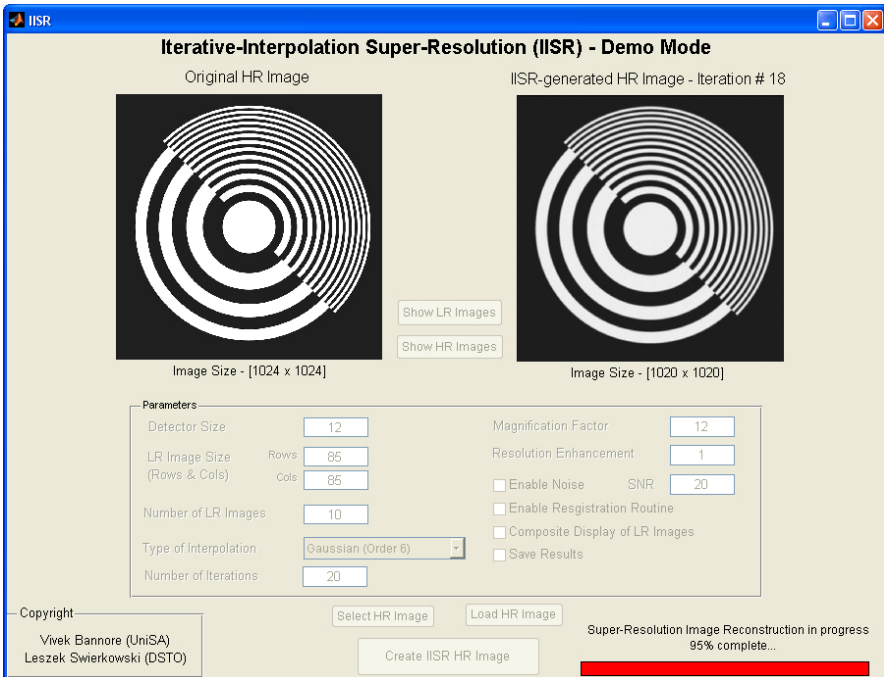 IISR
Iterative-Interpolation Super-Resolution (IISR) - Demo Mode
Original HR Image
IISR-generated HR Image - Iteration # 18
Show LR Images
Show HR Images
Image Size - [1024 x 1024]
Image Size - [1020 x 1020]
Parameters
Detector Size 12
LR Image Size (Rows & Cols)
Rows 85
Cols 85
Number of LR Images 10
Type of Interpolation Gaussian (Order 6)
Number of Iterations 20
Magnification Factor 12
Resolution Enhancement 1
Enable Noise SNR 20
Enable Resgistration Routine
Composite Display of LR Images
Save Results
Copyright
Vivek Bannore (UniSA)
Leszek Swierkowski (DSTO)
Select HR Image
Load HR Image
Create IISR HR Image
Super-Resolution Image Reconstruction in progress
95% complete...